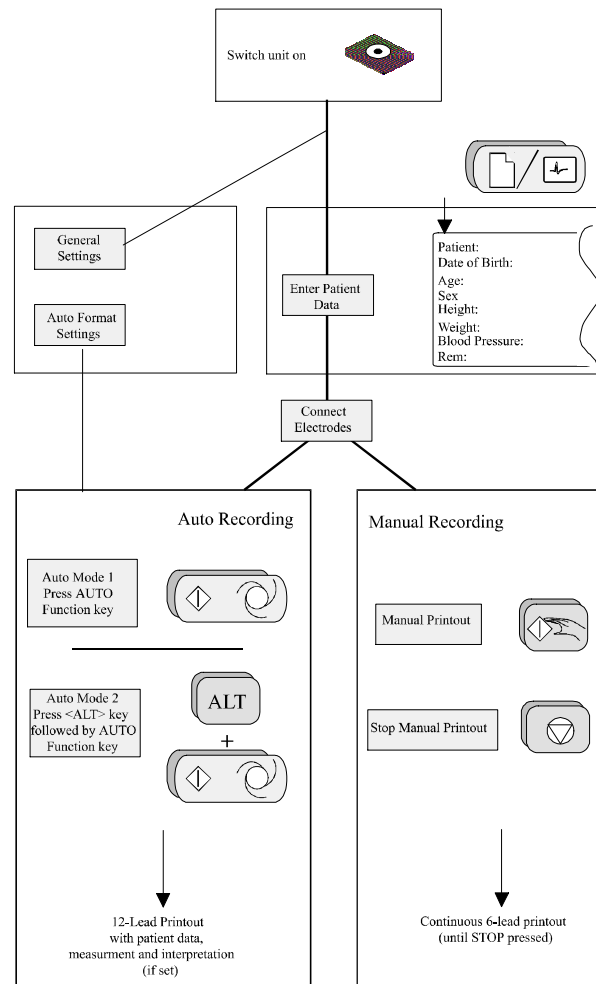 Switch unit on
General
Settings
Auto Format
Settings
Enter Patient
Data
Patient:
Date of Birth:
Age:
Sex
Height:
Weight:
Blood Pressure:
Rem:
Connect
Electrodes
Auto Recording
Auto Mode 1
Press AUTO
Function key
Auto Mode 2
Press <ALT> key
followed by AUTO
Function key
ALT
+
12-Lead Printout
with patient data,
measurment and interpretation
(if set)
Manual Recording
Manual Printout
Stop Manual Printout
Continuous 6-lead printout
(until STOP pressed)